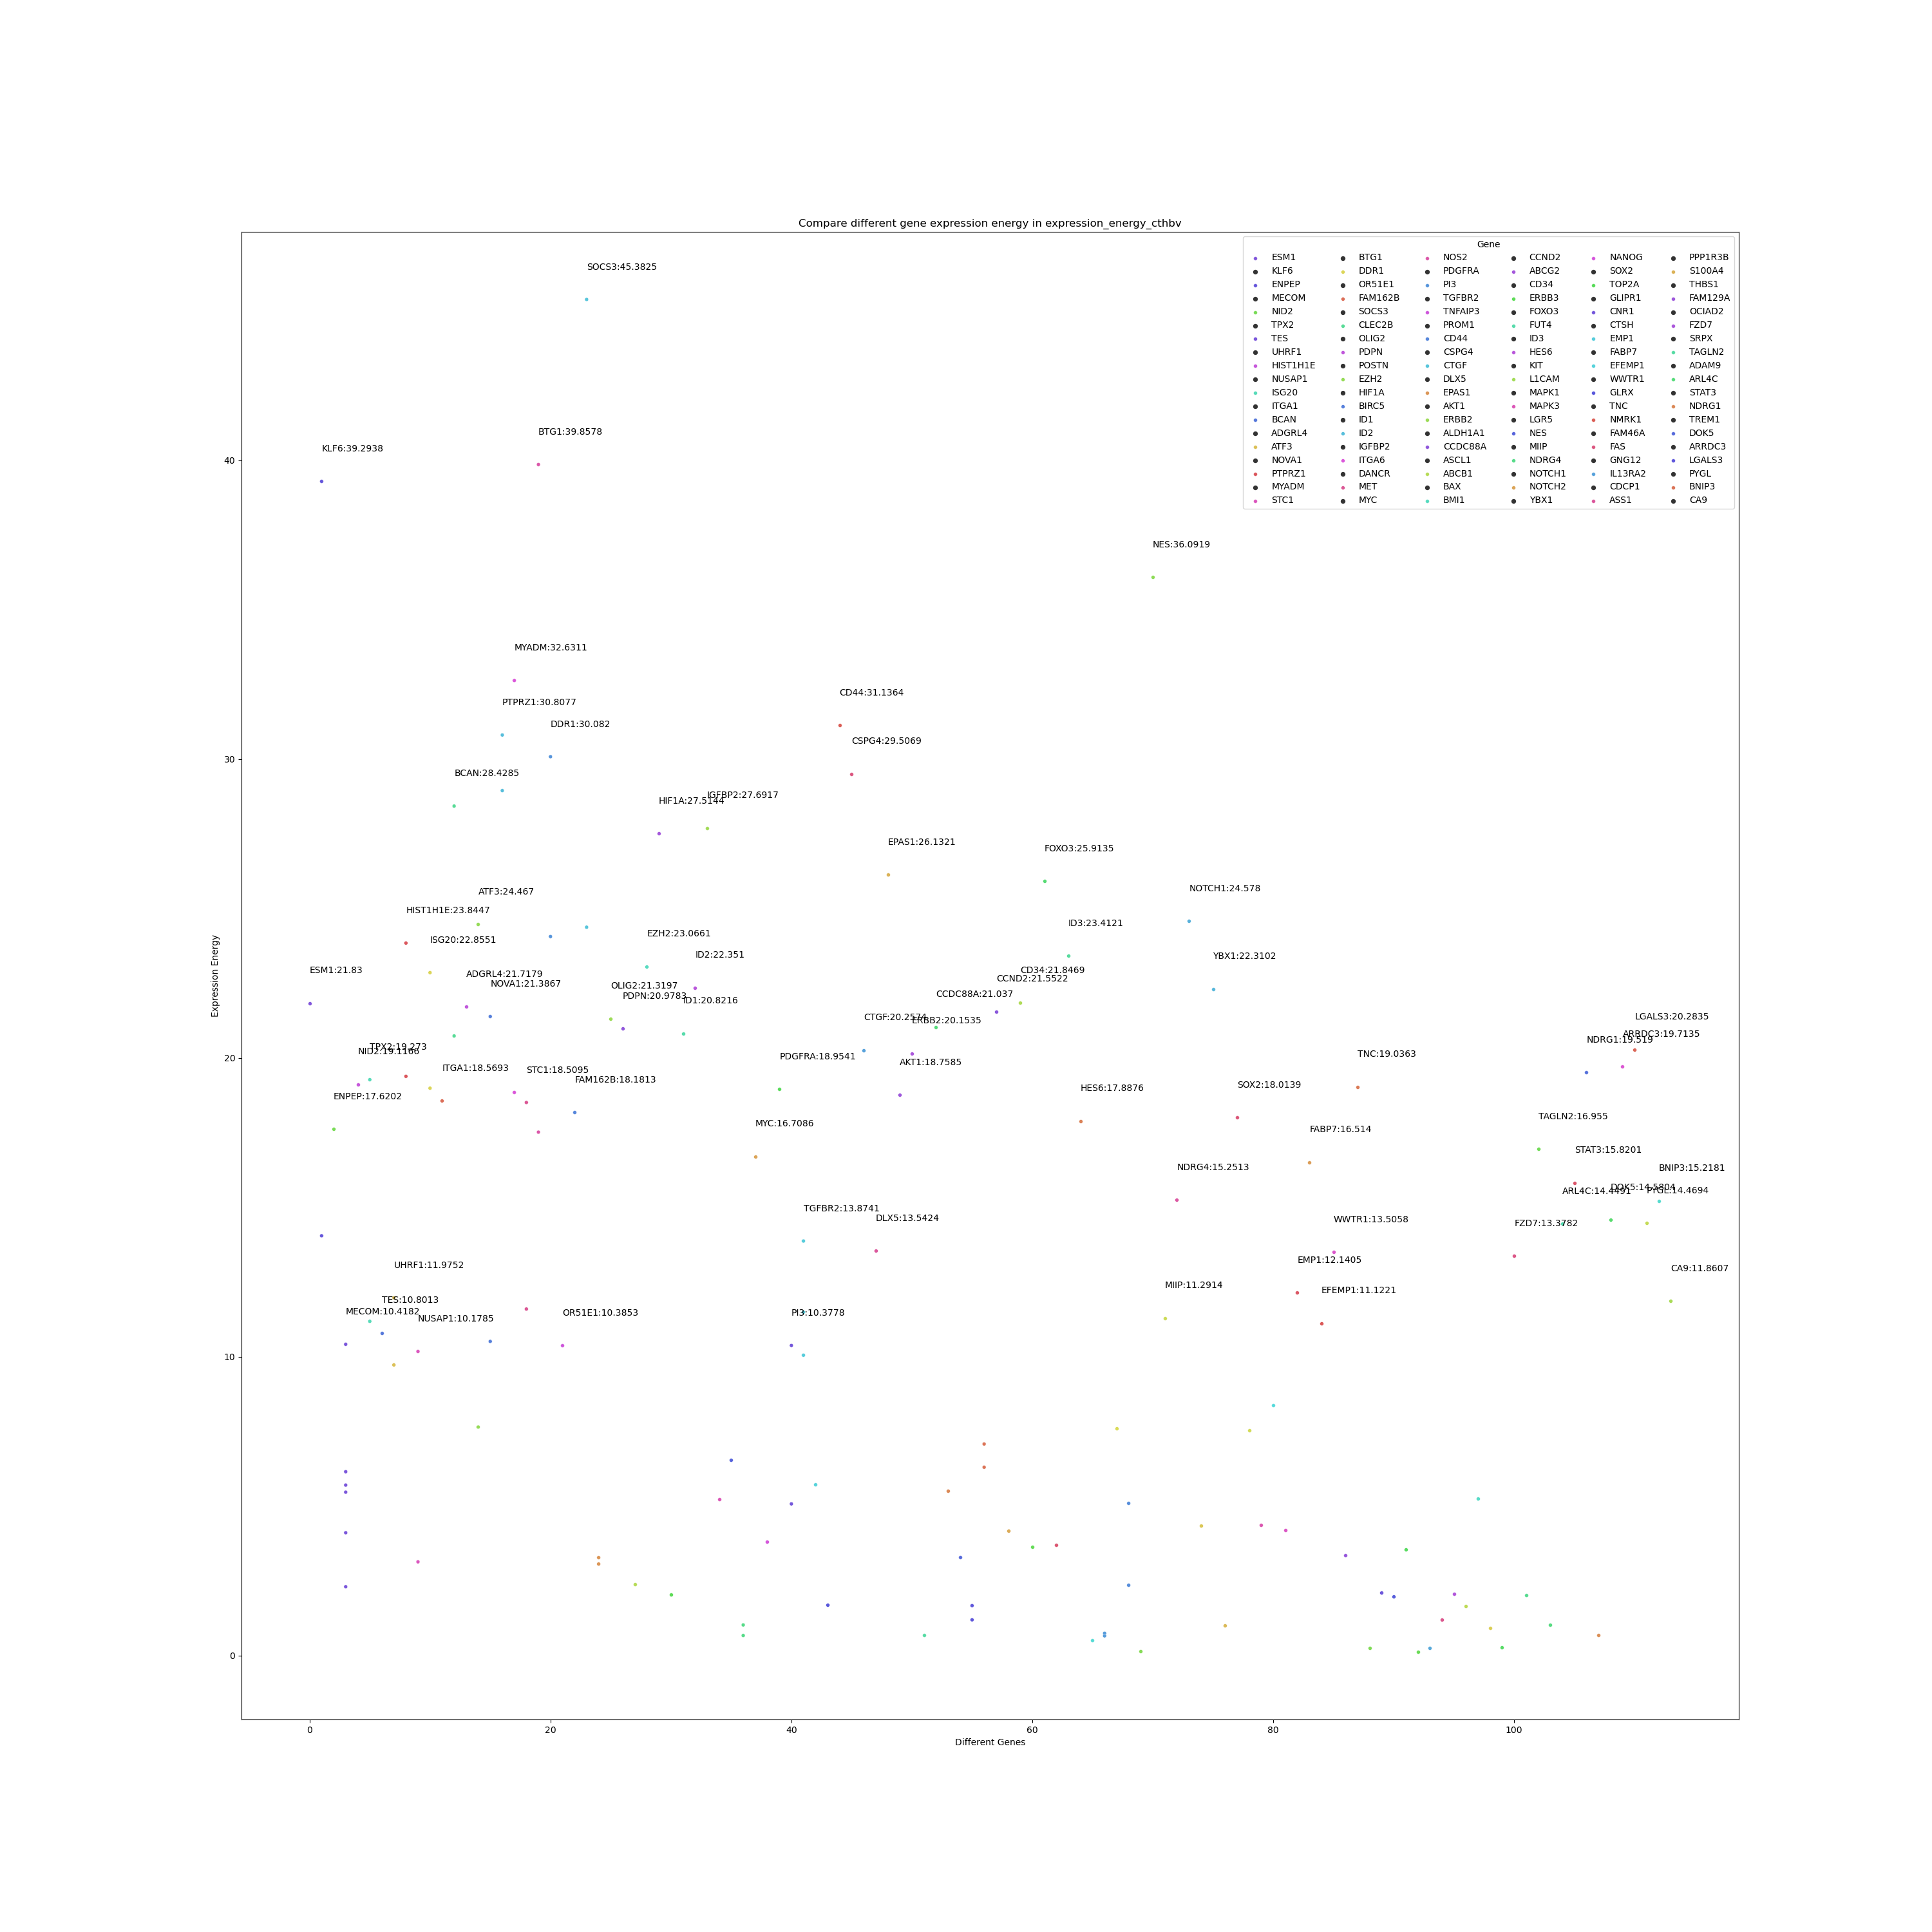 Compare different gene expression energy in expression_energy_cthbv
Gene
ESM1 BTG1 NOS2 CCND2 NANOG PPP1R3B
KLF6 DDR1 PDGFRA ABCG2 SOX2 S100A4
ENPEP OR51E1 PI3 CD34 TOP2A THBS1
MECOM FAM162B TGFBR2 ERBB3 GLIPR1 FAM129A
NID2 SOCS3 TNFAIP3 FOXO3 CNR1 OCIAD2
TPX2 CLEC2B PROM1 FUT4 CTSH FZD7
TES OLIG2 CD44 ID3 EMP1 SRPX
UHRF1 PDPN CSPG4 HES6 FABP7 TAGLN2
HIST1H1E POSTN CTGF KIT EFEMP1 ADAM9
NUSAP1 EZH2 DLX5 L1CAM WWTR1 ARL4C
ISG20 HIF1A EPAS1 MAPK1 GLRX STAT3
ITGA1 BIRC5 AKT1 MAPK3 TNC NDRG1
BCAN ID1 ERBB2 LGR5 NMRK1 TREM1
ADGRL4 ID2 ALDH1A1 NES FAM46A DOK5
ATF3 IGFBP2 CCDC88A MIIP FAS ARRDC3
NOVA1 ITGA6 ASCL1 NDRG4 GNG12 LGALS3
PTPRZ1 DANCR ABCB1 NOTCH1 IL13RA2 PYGL
MYADM MET BAX NOTCH2 CDCP1 BNIP3
STC1 MYC BMI1 YBX1 ASS1 CA9
SOCS3:45.3825
BTG1:39.8578
KLF6:39.2938
40
NES:36.0919
MYADM:32.6311
CD44:31.1364
PTPRZ1:30.8077
DDR1:30.082
CSPG4:29.5069
30
BCAN:28.4285
IGFBP2:27.6917
HIF1A:27.5144
EPAS1:26.1321
FOXO3:25.9135
NOTCH1:24.578
ATF3:24.467
HIST1H1E:23.8447
ID3:23.4121
EZH2:23.0661
ISG20:22.8551
ID2:22.351
YBX1:22.3102
ESM1:21.83
CD34:21.8469
ADGRL4:21.7179
CCND2:21.5522
NOVA1:21.3867
OLIG2:21.3197
CCDC88A:21.037
PDPN:20.9783
ID1:20.8216
LGALS3:20.2835
CTGF:20.2574
ERBB2:20.1535
ARRDC3:19.7135
NDRG1:19.519
TPX2:19.273
NID2:19.1166
20
TNC:19.0363
PDGFRA:18.9541
AKT1:18.7585
ITGA1:18.5693
STC1:18.5095
FAM162B:18.1813
SOX2:18.0139
HES6:17.8876
ENPEP:17.6202
TAGLN2:16.955
MYC:16.7086
FABP7:16.514
STAT3:15.8201
NDRG4:15.2513
BNIP3:15.2181
DOK5:14.5804
ARL4C:14.4491
PYGL:14.4694
TGFBR2:13.8741
DLX5:13.5424
WWTR1:13.5058
FZD7:13.3782
EMP1:12.1405
UHRF1:11.9752
CA9:11.8607
MIIP:11.2914
EFEMP1:11.1221
TES:10.8013
MECOM:10.4182
OR51E1:10.3853
PI3:10.3778
NUSAP1:10.1785
10
0
Expression Energy
0 20 40 60 80 100
Different Genes